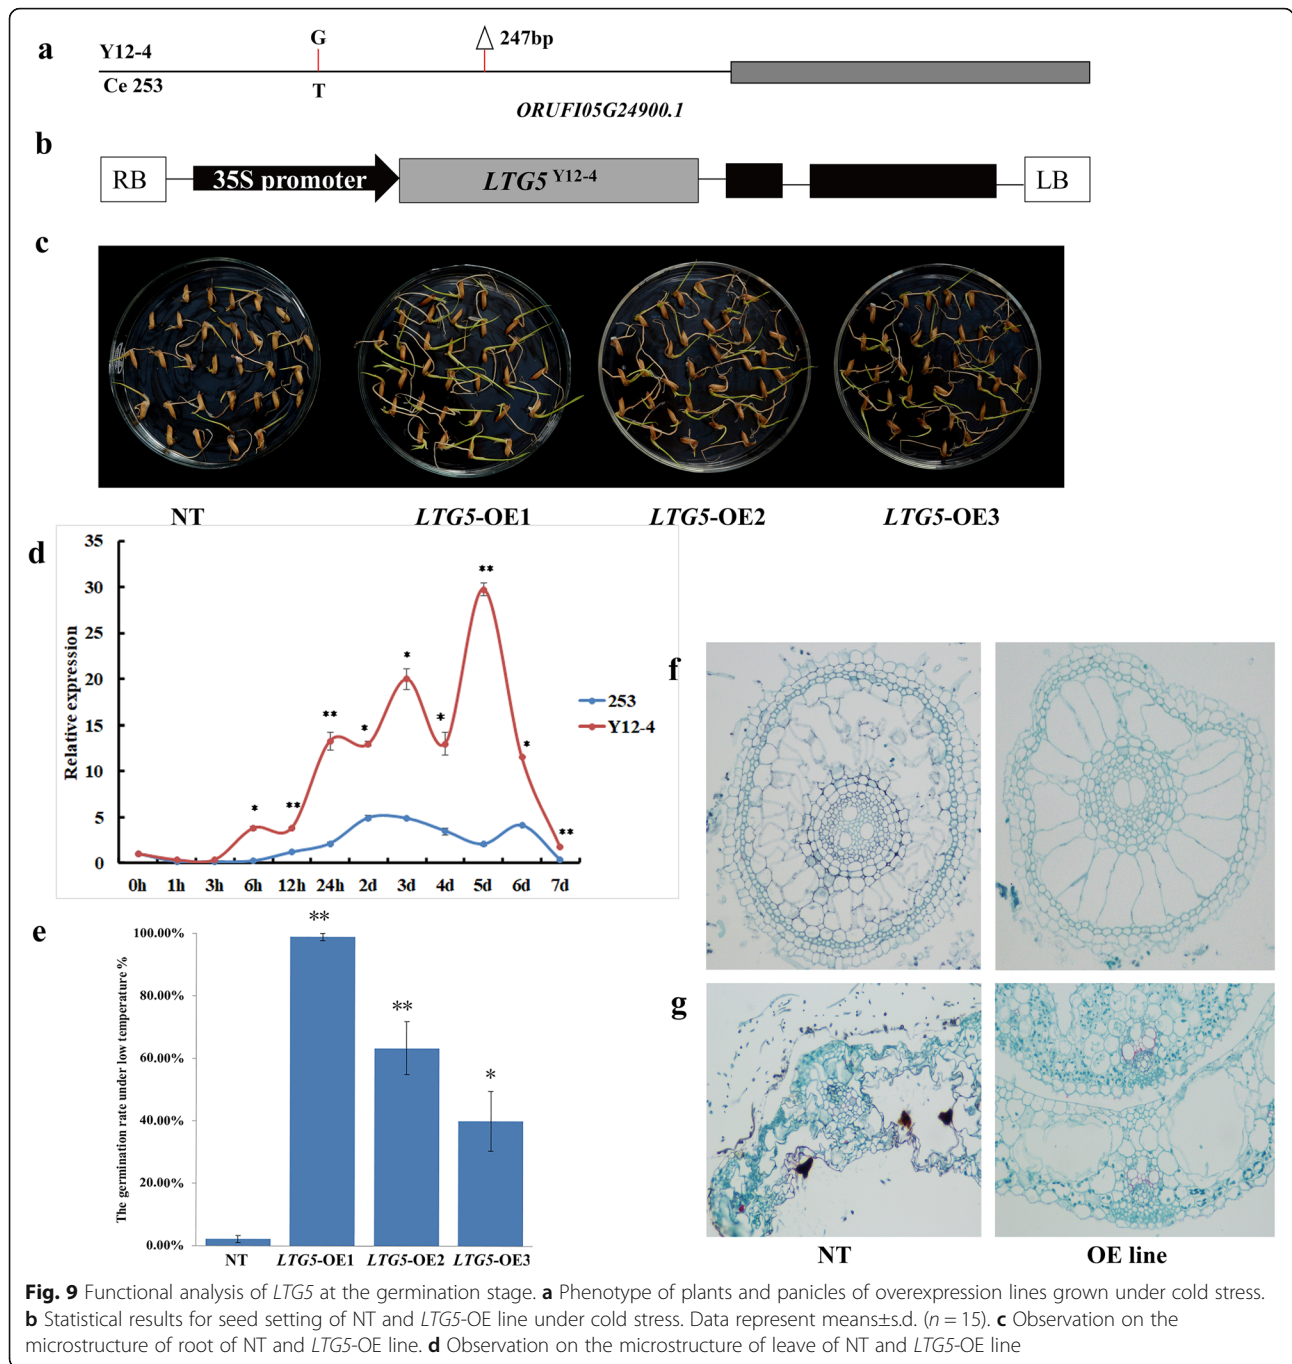 a
G
247bp
Y12-4
Ce 253
T
ORUFI05G24900.1
b
RB
35S promoter
LTG5 Y12-4
LB
c
NT LTG5-OE1 LTG5-OE2 LTG5-OE3
d
Relative expression
35
30
25
20
15
10
5
0
** * ** * * * ** * **
253
Y12-4
0h 1h 3h 6h 12h 24h 2d 3d 4d 5d 6d 7d
e
The germination rate under low temperature %
100.00%
80.00%
60.00%
40.00%
20.00%
0.00%
** ** *
NT LTG5-OE1 LTG5-OE2 LTG5-OE3
f
g
NT OE line
Fig. 9 Functional analysis of LTG5 at the germination stage. a Phenotype of plants and panicles of overexpression lines grown under cold stress.
b Statistical results for seed setting of NT and LTG5-OE line under cold stress. Data represent means±s.d. (n = 15). c Observation on the
microstructure of root of NT and LTG5-OE line. d Observation on the microstructure of leave of NT and LTG5-OE line